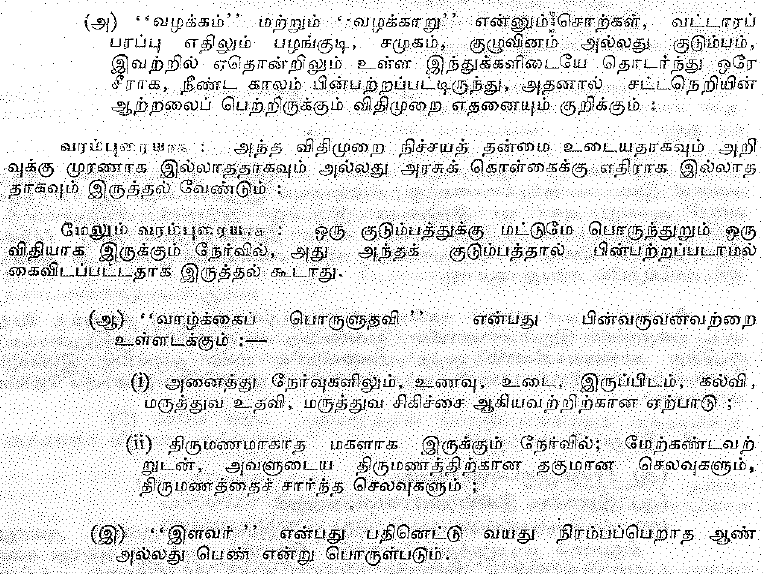 (அ) ‘‘வழக்கம்’’ மற்றும் ‘‘வழக்காறு’’ என்னும் சொற்கள், வட்டாரப்
பரப்பு எதிலும் பழங்குடி, சமுகம், குழுவினம் அல்லது குடும்பம்,
இவற்றில் ஏதொன்றிலும் உள்ள இந்துக்களிடையே தொடர்ந்து ஒரே
சீராக, நீண்ட காலம் பின்பற்றப்பட்டிருந்து, அதனால் சட்டநெறியின்
ஆற்றலைப் பெற்றிருக்கும் விதிமுறை எதனையும் குறிக்கும் :
வரம்புரையாக : அந்த விதிமுறை நிச்சயத் தன்மை உடையதாகவும் அறி
வுக்கு முரணாக இல்லாததாகவும் அல்லது அரசுக் கொள்கைக்கு எதிராக இல்லாத
தாகவும் இருத்தல் வேண்டும் :
மேலும் வரம்புரையாக : ஒரு குடும்பத்துக்கு மட்டுமே பொருந்துறும் ஒரு
விதியாக இருக்கும் நேர்வில், அது அந்தக் குடும்பத்தால் பின்பற்றப்படாமல்
கைவிடப்பட்டதாக இருத்தல் கூடாது.
(ஆ) ‘‘வாழ்க்கைப் பொருளுதவி’’ என்பது பின்வருவனவற்றை
உள்ளடக்கும் :—
(i) அனைத்து நேர்வுகளிலும், உணவு, உடை, இருப்பிடம், கல்வி,
மருத்துவ உதவி, மருத்துவ சிகிச்சை ஆகியவற்றிற்கான ஏற்பாடு ;
(ii) திருமணமாகாத மகளாக இருக்கும் நேர்வில்; மேற்கண்டவற்
றுடன், அவளுடைய திருமணத்திற்கான தகுமான செலவுகளும்,
திருமணத்தைச் சார்ந்த செலவுகளும் ;
(இ) ‘‘இளவர்’’ என்பது பதினெட்டு வயது நிரம்பப்பெறாத ஆண்
அல்லது பெண் என்று பொருள்படும்.